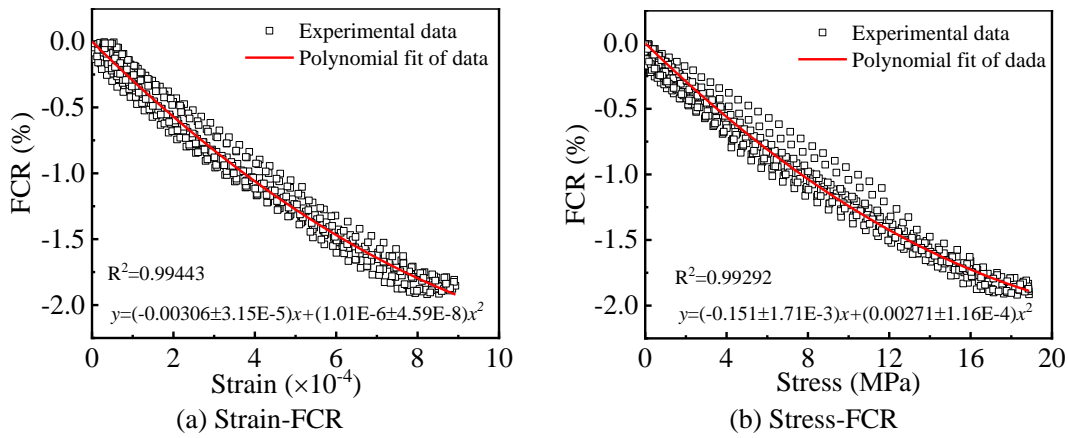 0.0
-0.5
-1.0
-1.5
-2.0
FCR (%)
Experimental data
Polynomial fit of data
R²=0.99443
y=(-0.00306±3.15E-5)x+(1.01E-6±4.59E-8)x²
0 2 4 6 8 10
Strain (×10⁻⁴)
(a) Strain-FCR
0.0
-0.5
-1.0
-1.5
-2.0
FCR (%)
Experimental data
Polynomial fit of dada
R²=0.99292
y=(-0.151±1.71E-3)x+(0.00271±1.16E-4)x²
0 4 8 12 16 20
Stress (MPa)
(b) Stress-FCR